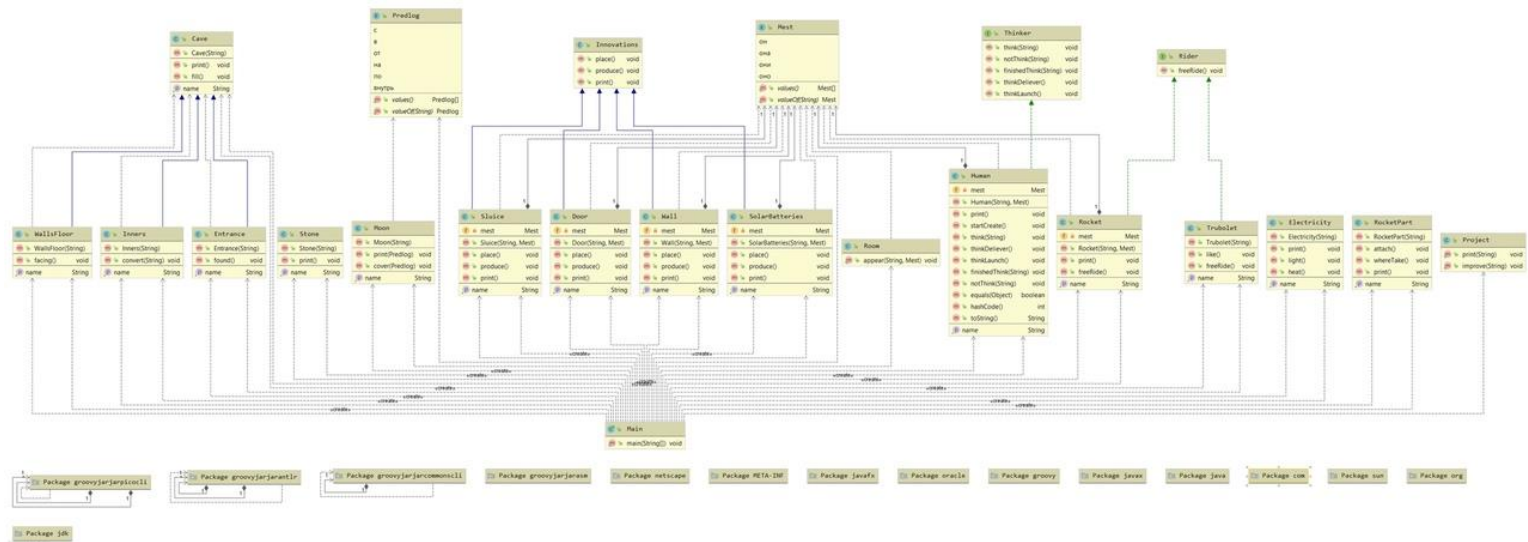 Cave
Cave(String)
print() void
fill() void
name String
Predlog
с
в
от
на
по
внутрь
values() Predlog[]
valueOf(String) Predlog
Innovations
place() void
produce() void
print() void
Mest
он
она
они
оно
values() Mest[]
valueOf(String) Mest
Thinker
think(String) void
notThink(String) void
finishedThink(String) void
thinkDeliever() void
thinkLaunch() void
Rider
freeRide() void
WallsFloor
WallsFloor(String)
facing() void
name String
Inners
Inners(String)
convert(String) void
name String
Entrance
Entrance(String)
found() void
name String
Stone
Stone(String)
print() void
name String
Moon
Moon(String)
print(Predlog) void
cover(Predlog) void
name String
Sluice
mest Mest
Sluice(String, Mest)
place() void
produce() void
print() void
name String
Door
mest Mest
Door(String, Mest)
place() void
produce() void
print() void
name String
Wall
mest Mest
Wall(String, Mest)
place() void
produce() void
print() void
name String
SolarBatteries
mest Mest
SolarBatteries(String, Mest)
place() void
produce() void
print() void
name String
Room
appear(String, Mest) void
Human
mest Mest
Human(String, Mest)
print() void
startCreate() void
think(String) void
thinkDeliever() void
thinkLaunch() void
finishedThink(String) void
notThink(String) void
equals(Object) boolean
hashCode() int
toString() String
name String
Rocket
mest Mest
Rocket(String, Mest)
print() void
freeRide() void
name String
Trubolet
Trubolet(String)
like() void
freeRide() void
name String
Electricity
Electricity(String)
print() void
light() void
heat() void
name String
RocketPart
RocketPart(String)
attach() void
whereTake() void
print() void
name String
Project
print(String) void
improve(String) void
«create»
«create»
«create»
«create»
«create»
«create»
«create»
«create»
«create»
«create»
Main
main(String[]) void
Package groovyjarjarpicocli
Package groovyjarjarantlr
Package groovyjarjarcommonscli
Package groovyjarjarasm
Package netscape
Package META-INF
Package javafx
Package oracle
Package groovy
Package javax
Package java
Package com
Package sun
Package org
Package jdk